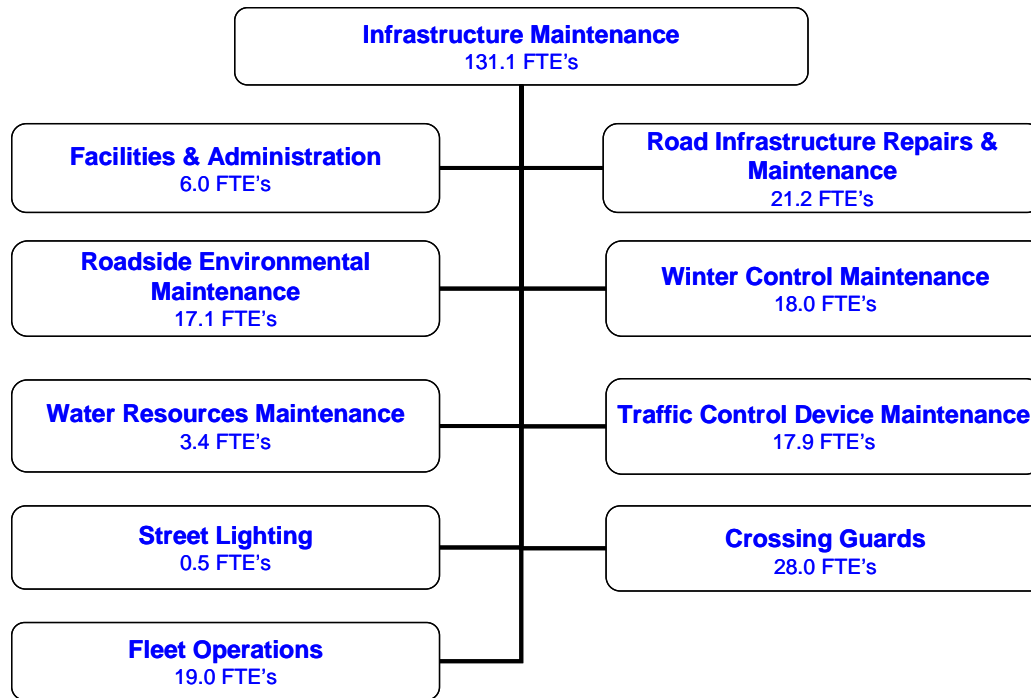 Infrastructure Maintenance
131.1 FTE's
Facilities & Administration
6.0 FTE's
Road Infrastructure Repairs &
Maintenance
21.2 FTE's
Roadside Environmental
Maintenance
17.1 FTE's
Winter Control Maintenance
18.0 FTE's
Water Resources Maintenance
3.4 FTE's
Traffic Control Device Maintenance
17.9 FTE's
Street Lighting
0.5 FTE's
Crossing Guards
28.0 FTE's
Fleet Operations
19.0 FTE's